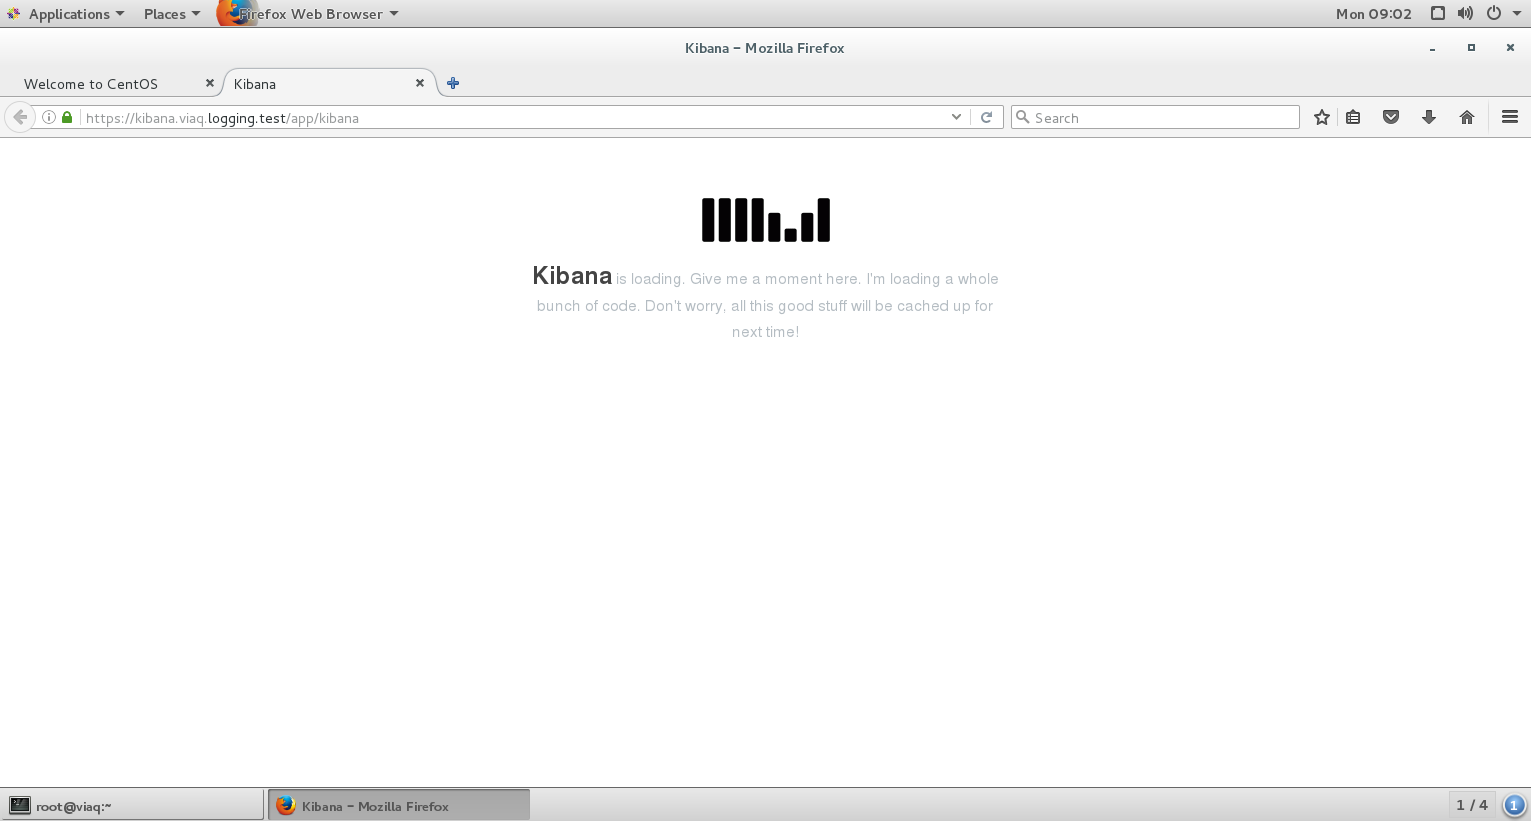 Applications Places Firefox Web Browser Mon 09:02
Kibana – Mozilla Firefox
Welcome to CentOS Kibana
https://kibana.viaq.logging.test/app/kibana Search
Kibana is loading. Give me a moment here. I'm loading a whole
bunch of code. Don't worry, all this good stuff will be cached up for
next time!
root@viaq:~ Kibana – Mozilla Firefox 1 / 4 1